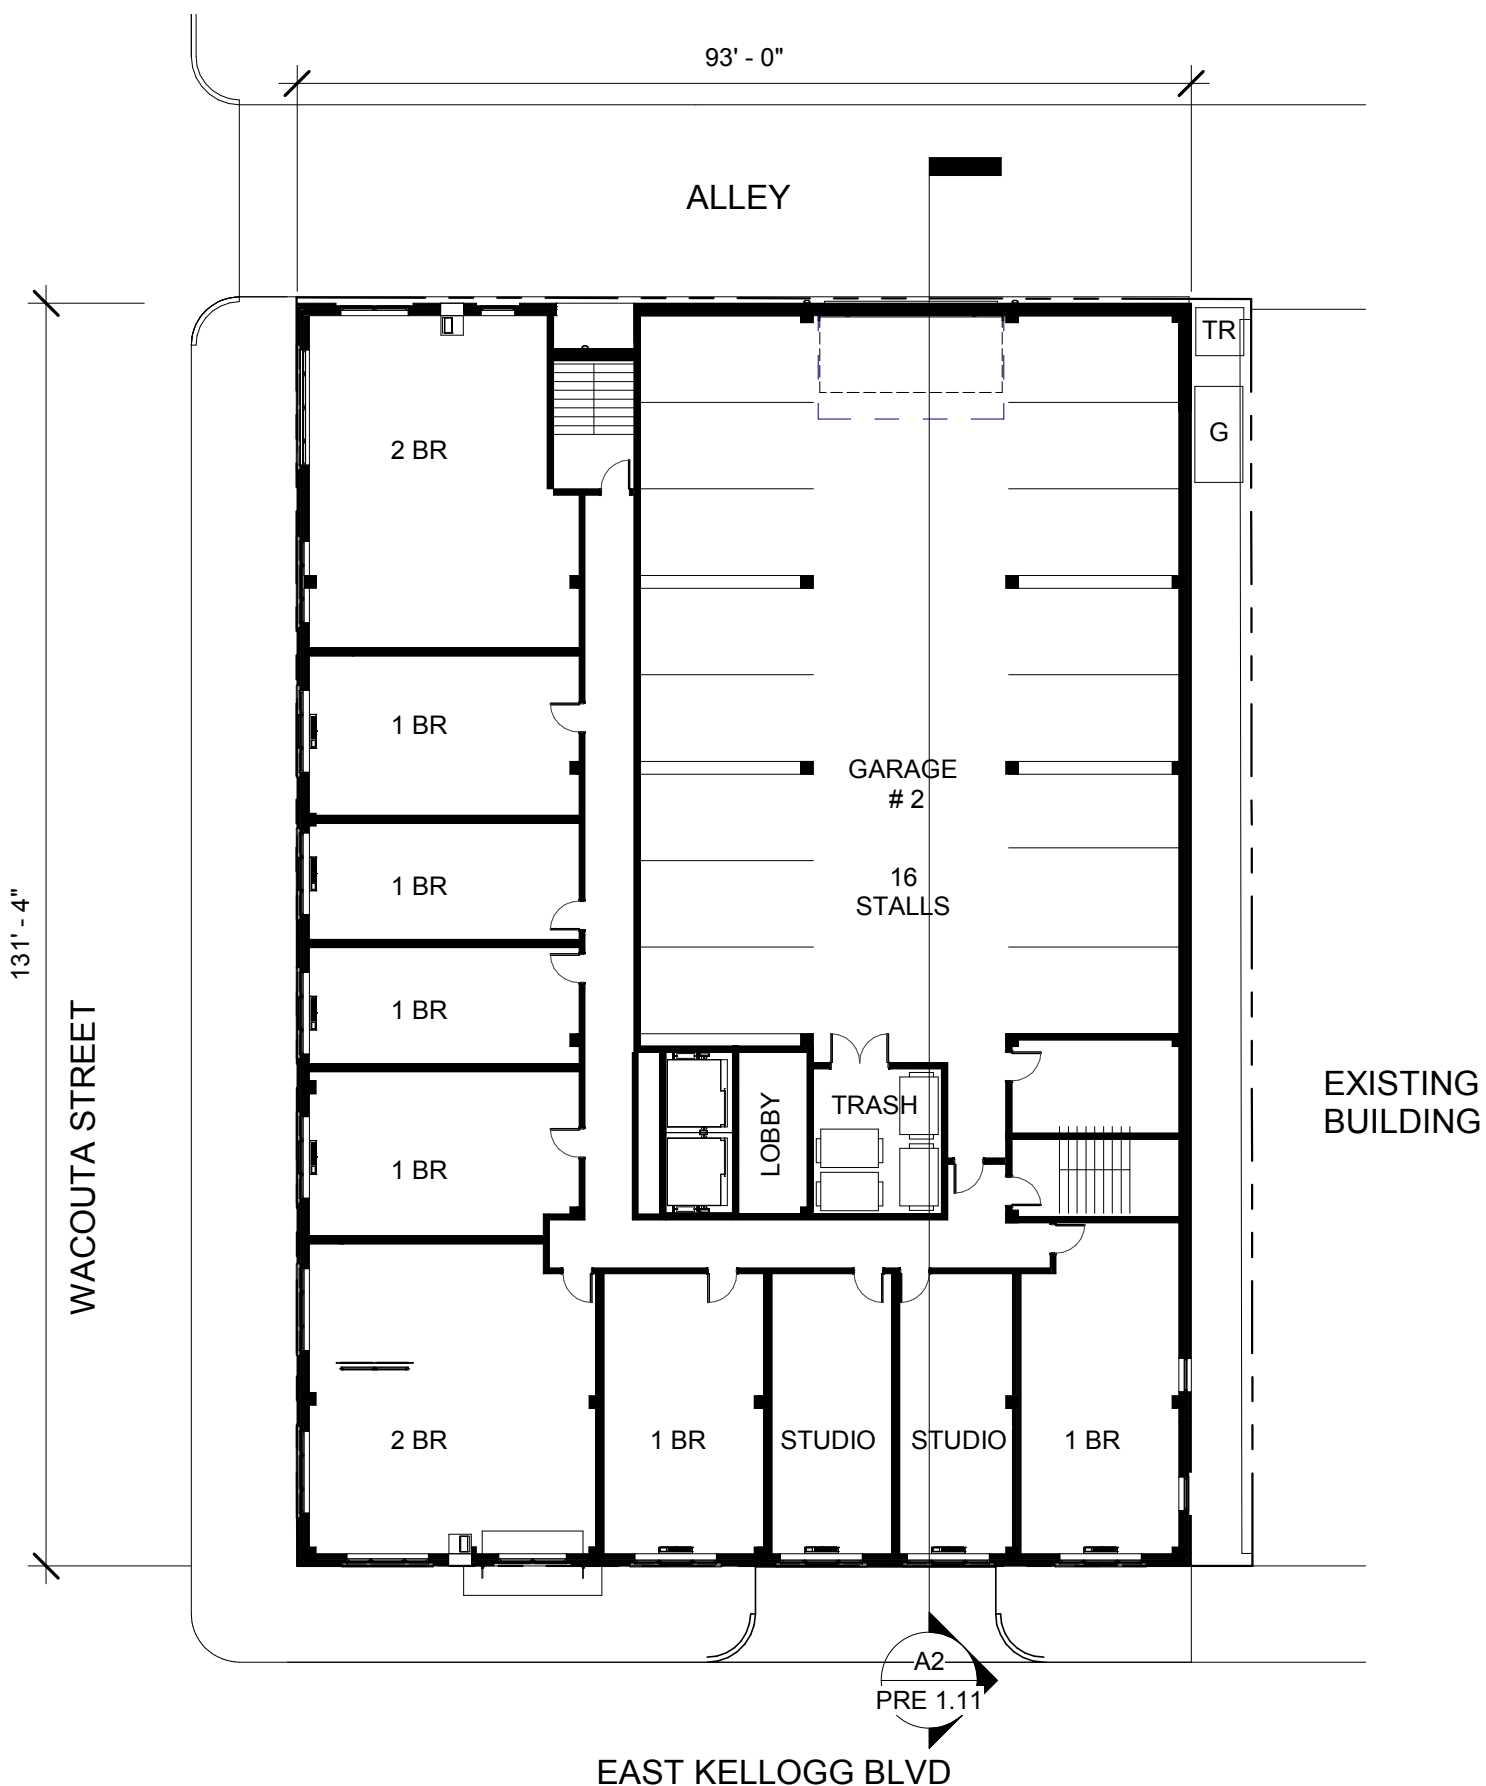 93' - 0"
ALLEY
TR
G
2 BR
1 BR
GARAGE
# 2
16
STALLS
1 BR
131' - 4"
WACOUTA STREET
1 BR
LOBBY
TRASH
EXISTING
BUILDING
1 BR
2 BR
1 BR
STUDIO
STUDIO
1 BR
A2
PRE 1.11
EAST KELLOGG BLVD